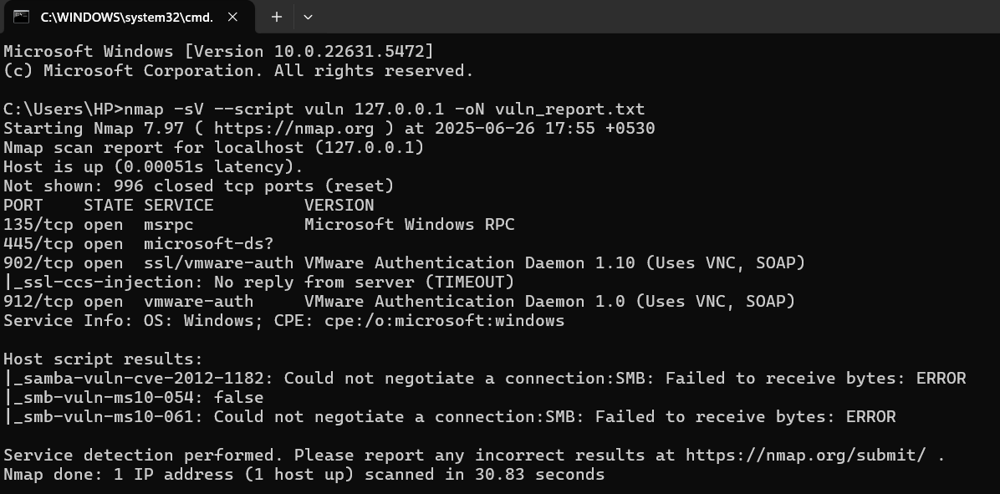 C:\WINDOWS\system32\cmd.
Microsoft Windows [Version 10.0.22631.5472]
(c) Microsoft Corporation. All rights reserved.
C:\Users\HP>nmap -sV --script vuln 127.0.0.1 -oN vuln_report.txt
Starting Nmap 7.97 ( https://nmap.org ) at 2025-06-26 17:55 +0530
Nmap scan report for localhost (127.0.0.1)
Host is up (0.00051s latency).
Not shown: 996 closed tcp ports (reset)
PORT    STATE SERVICE         VERSION
135/tcp open  msrpc           Microsoft Windows RPC
445/tcp open  microsoft-ds?
902/tcp open  ssl/vmware-auth VMware Authentication Daemon 1.10 (Uses VNC, SOAP)
|_ssl-ccs-injection: No reply from server (TIMEOUT)
912/tcp open  vmware-auth     VMware Authentication Daemon 1.0 (Uses VNC, SOAP)
Service Info: OS: Windows; CPE: cpe:/o:microsoft:windows
Host script results:
|_samba-vuln-cve-2012-1182: Could not negotiate a connection:SMB: Failed to receive bytes: ERROR
|_smb-vuln-ms10-054: false
|_smb-vuln-ms10-061: Could not negotiate a connection:SMB: Failed to receive bytes: ERROR
Service detection performed. Please report any incorrect results at https://nmap.org/submit/ .
Nmap done: 1 IP address (1 host up) scanned in 30.83 seconds